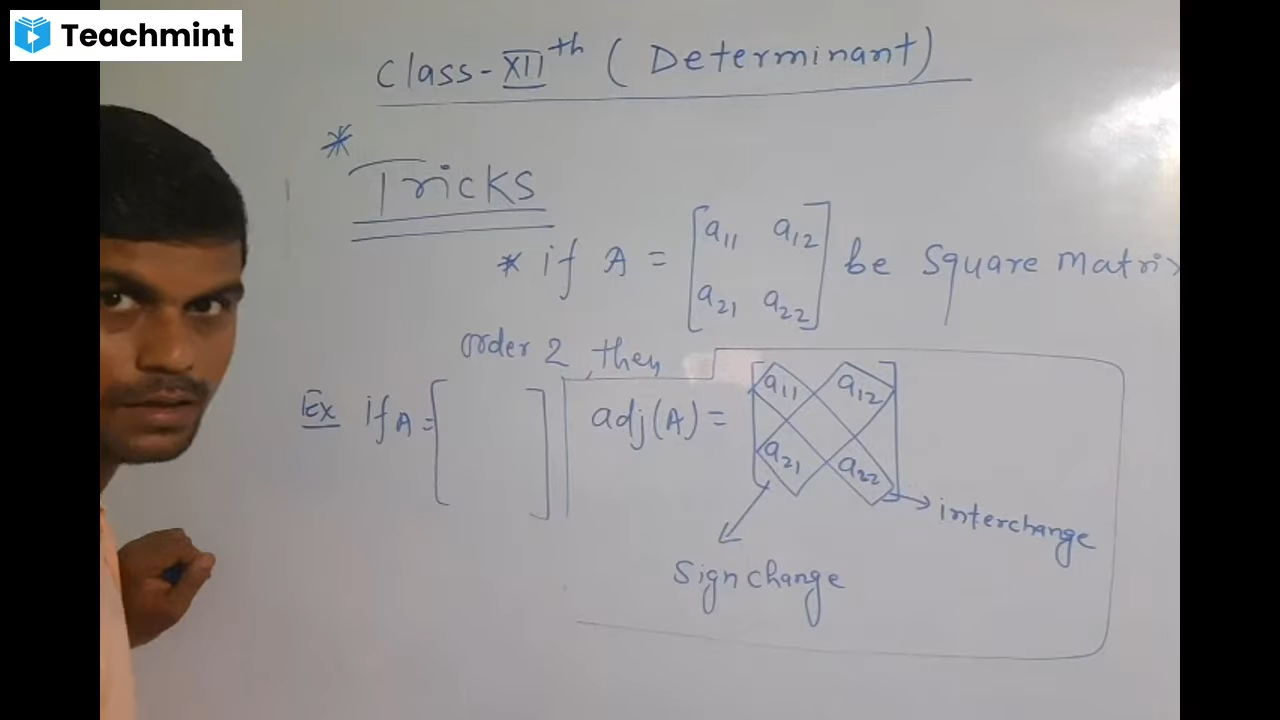 Teachmint
Class-XIIth (Determinant)
* Tricks
* if A = [a11 a12
a21 a22] be Square matrix
order 2, then
Ex if A = [ ] adj(A) = [a11 a12
a21 a22]
interchange
Sign change